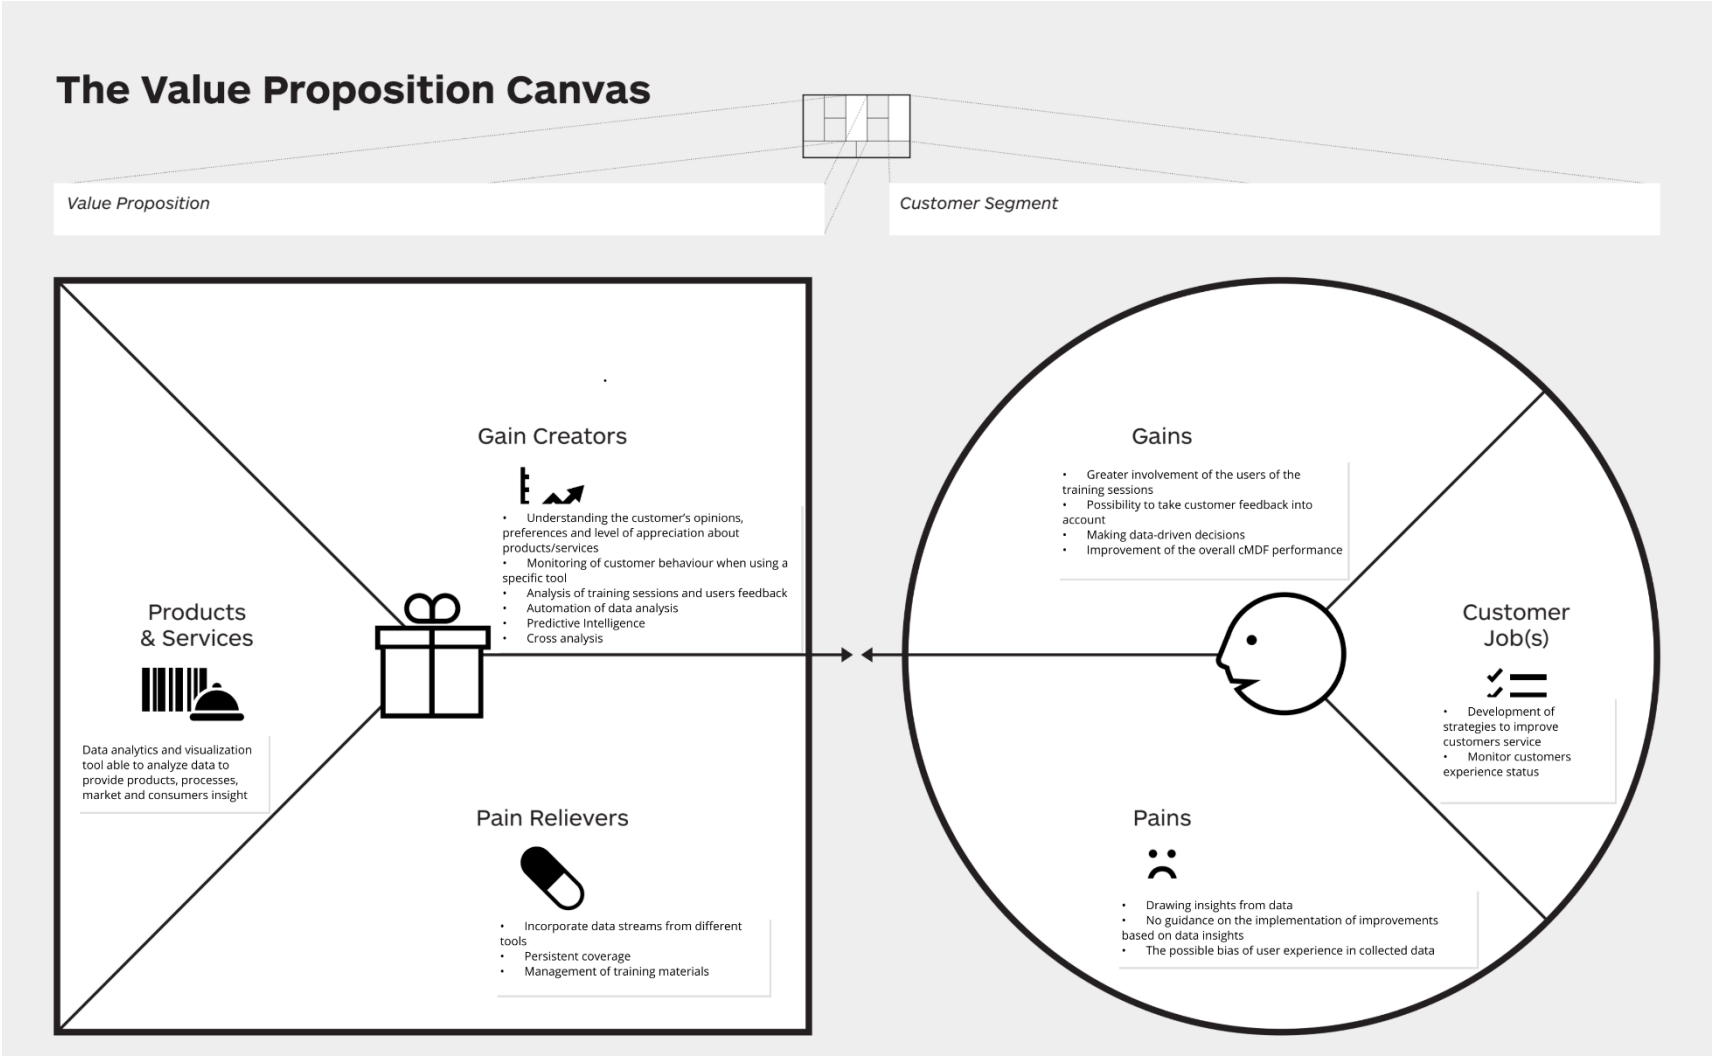 The Value Proposition Canvas
Value Proposition
Customer Segment
Gain Creators
• Understanding the customer's opinions,
preferences and level of appreciation about
products/services
• Monitoring of customer behaviour when using a
specific tool
• Analysis of training sessions and users feedback
• Automation of data analysis
• Predictive Intelligence
• Cross analysis
Products
& Services
Data analytics and visualization
tool able to analyze data to
provide products, processes,
market and consumers insight
Pain Relievers
• Incorporate data streams from different
tools
• Persistent coverage
• Management of training materials
Gains
• Greater involvement of the users of the
training sessions
• Possibility to take customer feedback into
account
• Making data-driven decisions
• Improvement of the overall cMDF performance
Customer
Job(s)
• Development of
strategies to improve
customers service
• Monitor customers
experience status
Pains
• Drawing insights from data
• No guidance on the implementation of improvements
based on data insights
• The possible bias of user experience in collected data